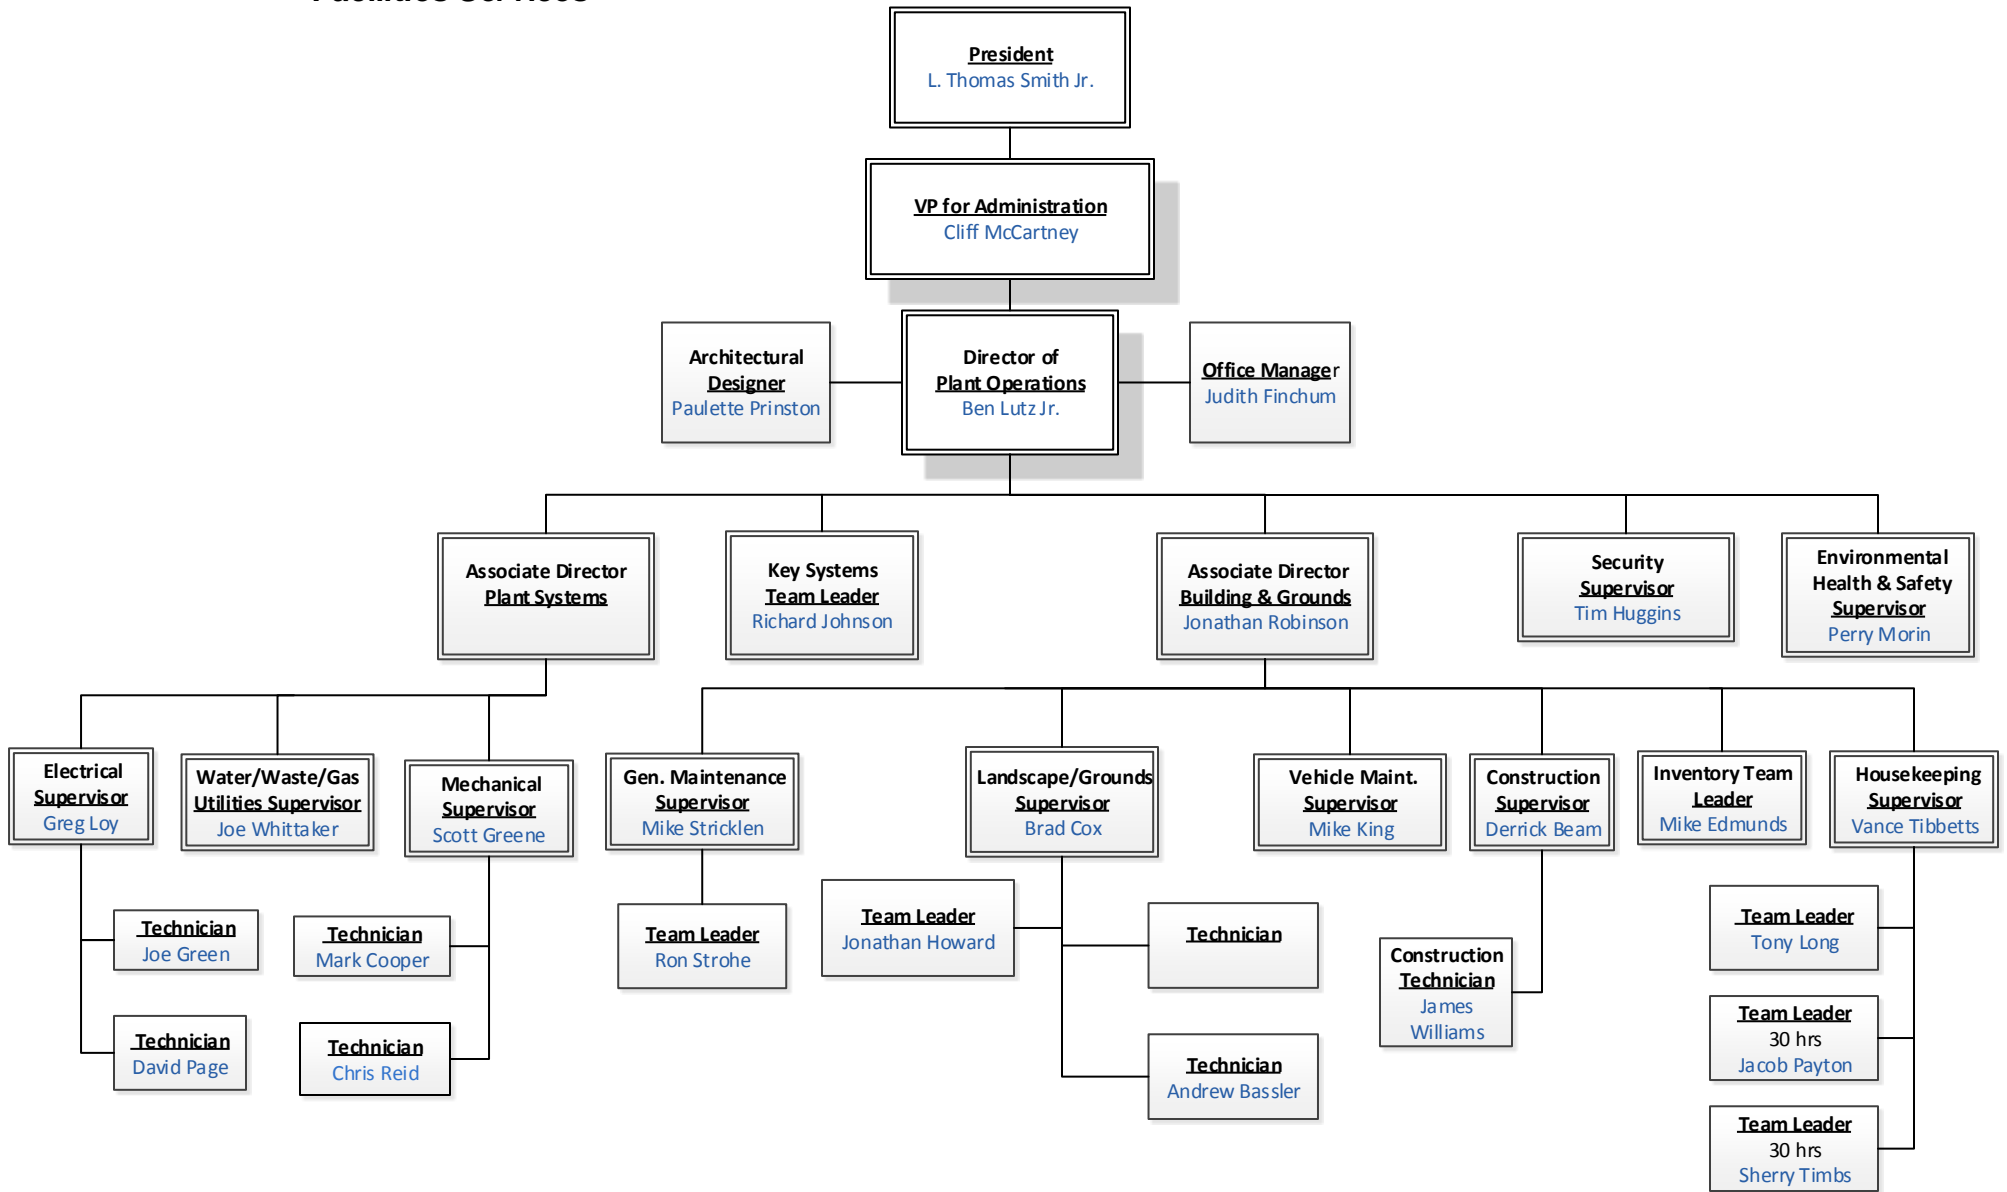 Facilities Services
President
L. Thomas Smith Jr.
VP for Administration
Cliff McCartney
Architectural
Designer
Paulette Prinston
Director of
Plant Operations
Ben Lutz Jr.
Office Manager
Judith Finchum
Associate Director
Plant Systems
Key Systems
Team Leader
Richard Johnson
Associate Director
Building & Grounds
Jonathan Robinson
Security
Supervisor
Tim Huggins
Environmental
Health & Safety
Supervisor
Perry Morin
Electrical
Supervisor
Greg Loy
Water/Waste/Gas
Utilities Supervisor
Joe Whittaker
Mechanical
Supervisor
Scott Greene
Gen. Maintenance
Supervisor
Mike Stricklen
Landscape/Grounds
Supervisor
Brad Cox
Vehicle Maint.
Supervisor
Mike King
Construction
Supervisor
Derrick Beam
Inventory Team
Leader
Mike Edmunds
Housekeeping
Supervisor
Vance Tibbetts
Technician
Joe Green
Technician
Mark Cooper
Team Leader
Ron Strohe
Team Leader
Jonathan Howard
Technician
Construction
Technician
James
Williams
Team Leader
Tony Long
Technician
David Page
Technician
Chris Reid
Technician
Andrew Bassler
Team Leader
30 hrs
Jacob Payton
Team Leader
30 hrs
Sherry Timbs